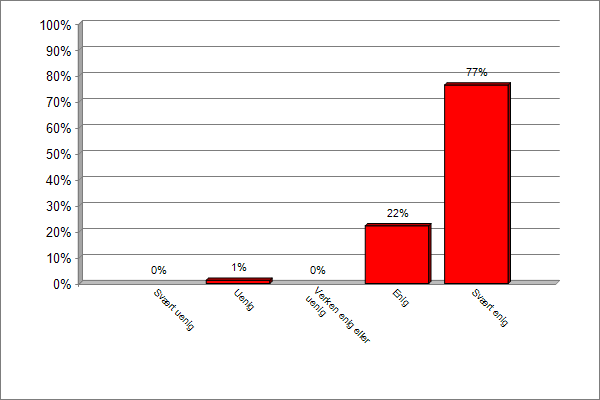 100%
90%
80%
70%
60%
50%
40%
30%
20%
10%
0%
0%
1%
0%
22%
77%
Svært uenig
Uenig
Verken enig eller
uenig
Enig
Svært enig